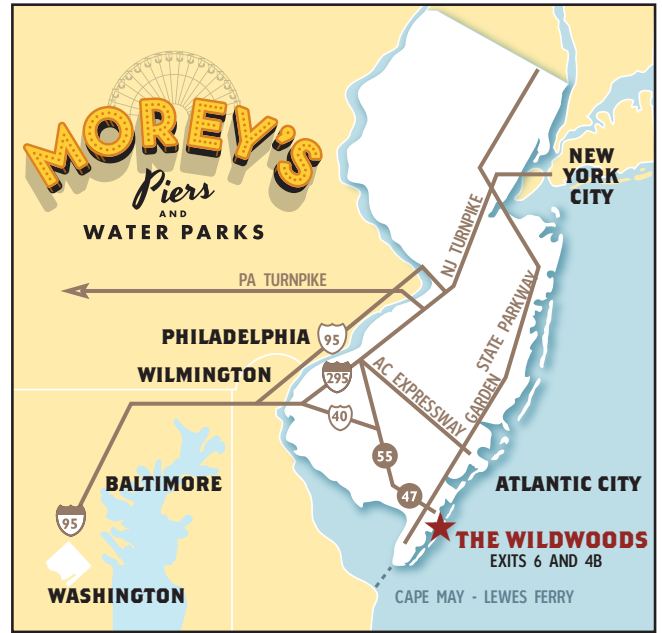 MOREY'S
Piers
AND
WATER PARKS
NEW
YORK
CITY
NJ TURNPIKE
PA TURNPIKE
GARDEN STATE PARKWAY
PHILADELPHIA
95
WILMINGTON
295
AC EXPRESSWAY
40
55
BALTIMORE
ATLANTIC CITY
47
95
THE WILDWOODS
EXITS 6 AND 4B
WASHINGTON
CAPE MAY - LEWES FERRY